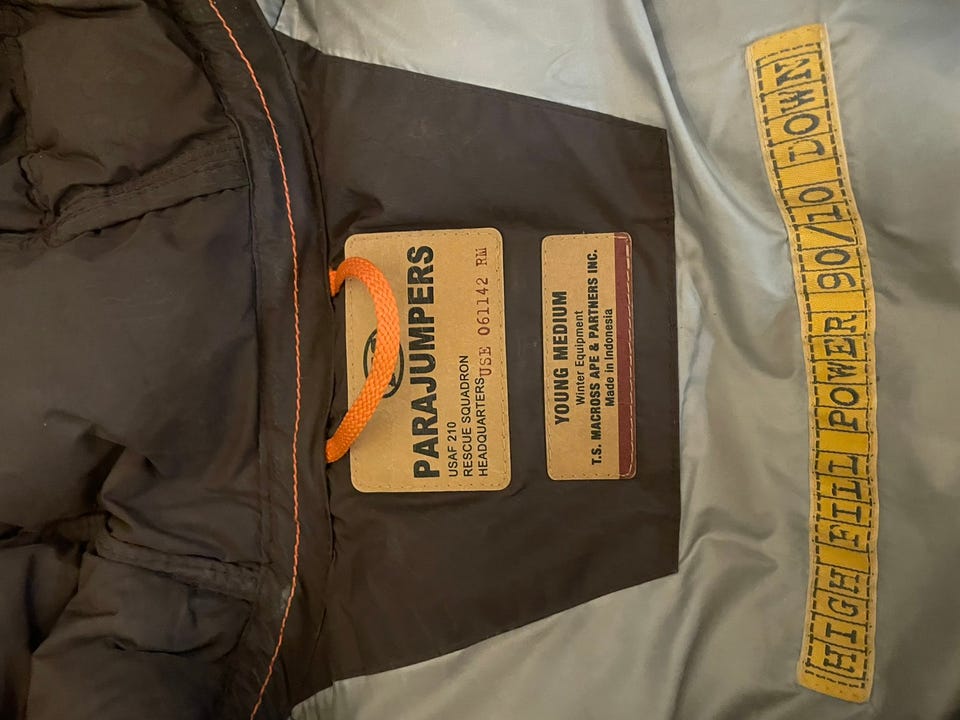 PARAJUMPERS
USAF 210
RESCUE SQUADRON
HEADQUARTERS
USE 061142 RM
YOUNG MEDIUM
Winter Equipment
T.S. MACROSS APE & PARTNERS INC.
Made in Indonesia
HIGH FILL POWER 90/10 DOWN